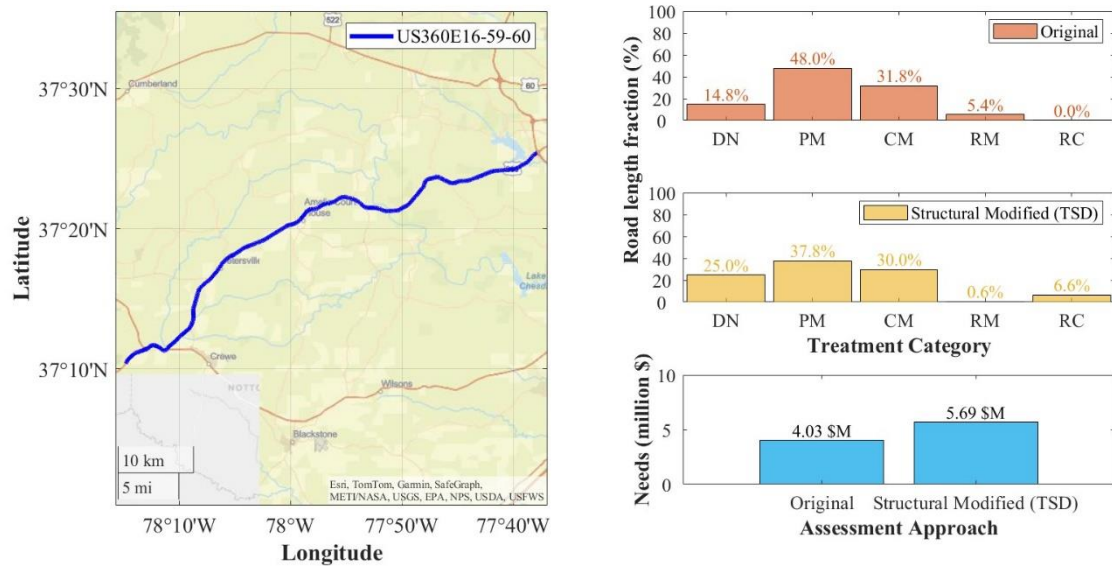 US360E16-59-60
522
60
Cumberland
37°30'N
37°20'N
37°10'N
Latitude
House
Crewe
NOTTO
Wilsons
Blackstone
Lake
10 km
5 mi
Esri, TomTom, Garmin, SafeGraph,
METI/NASA, USGS, EPA, NPS, USDA, USFWS
78°10'W 78°W 77°50'W 77°40'W
Longitude
Road length fraction (%)
100
80
60
40
20
0
Original
14.8% 48.0% 31.8% 5.4% 0.0%
DN PM CM RM RC
100
80
60
40
20
0
Structural Modified (TSD)
25.0% 37.8% 30.0% 0.6% 6.6%
DN PM CM RM RC
Treatment Category
Needs (million $)
10
5
0
4.03 $M 5.69 $M
Original Structural Modified (TSD)
Assessment Approach